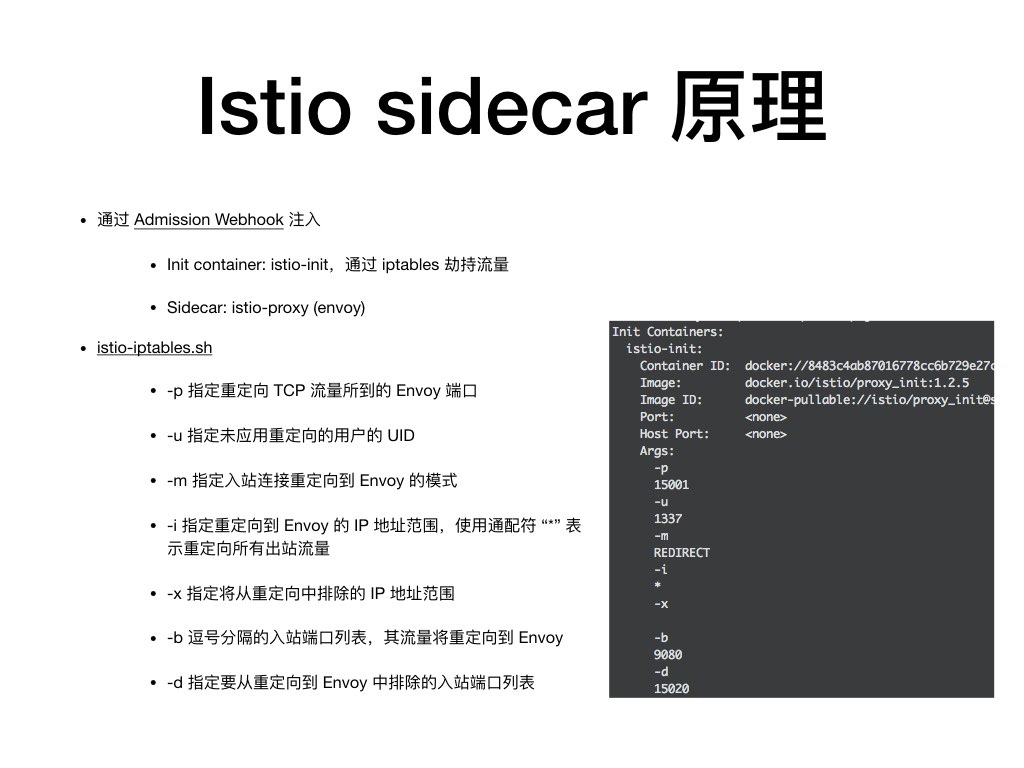 Istio sidecar 原理
• 通过 Admission Webhook 注入
• Init container: istio-init，通过 iptables 劫持流量
• Sidecar: istio-proxy (envoy)
• istio-iptables.sh
• -p 指定重定向 TCP 流量所到的 Envoy 端口
• -u 指定未应用重定向的用户的 UID
• -m 指定入站连接重定向到 Envoy 的模式
• -i 指定重定向到 Envoy 的 IP 地址范围，使用通配符 “*” 表
示重定向所有出站流量
• -x 指定将从重定向中排除的 IP 地址范围
• -b 逗号分隔的入站端口列表，其流量将重定向到 Envoy
• -d 指定要从重定向到 Envoy 中排除的入站端口列表
Init Containers:
istio-init:
Container ID: docker://8483c4ab87016778cc6b729e27c
Image: docker.io/istio/proxy_init:1.2.5
Image ID: docker-pullable://istio/proxy_init@s
Port: <none>
Host Port: <none>
Args:
-p
15001
-u
1337
-m
REDIRECT
-i
*
-x
-b
9080
-d
15020